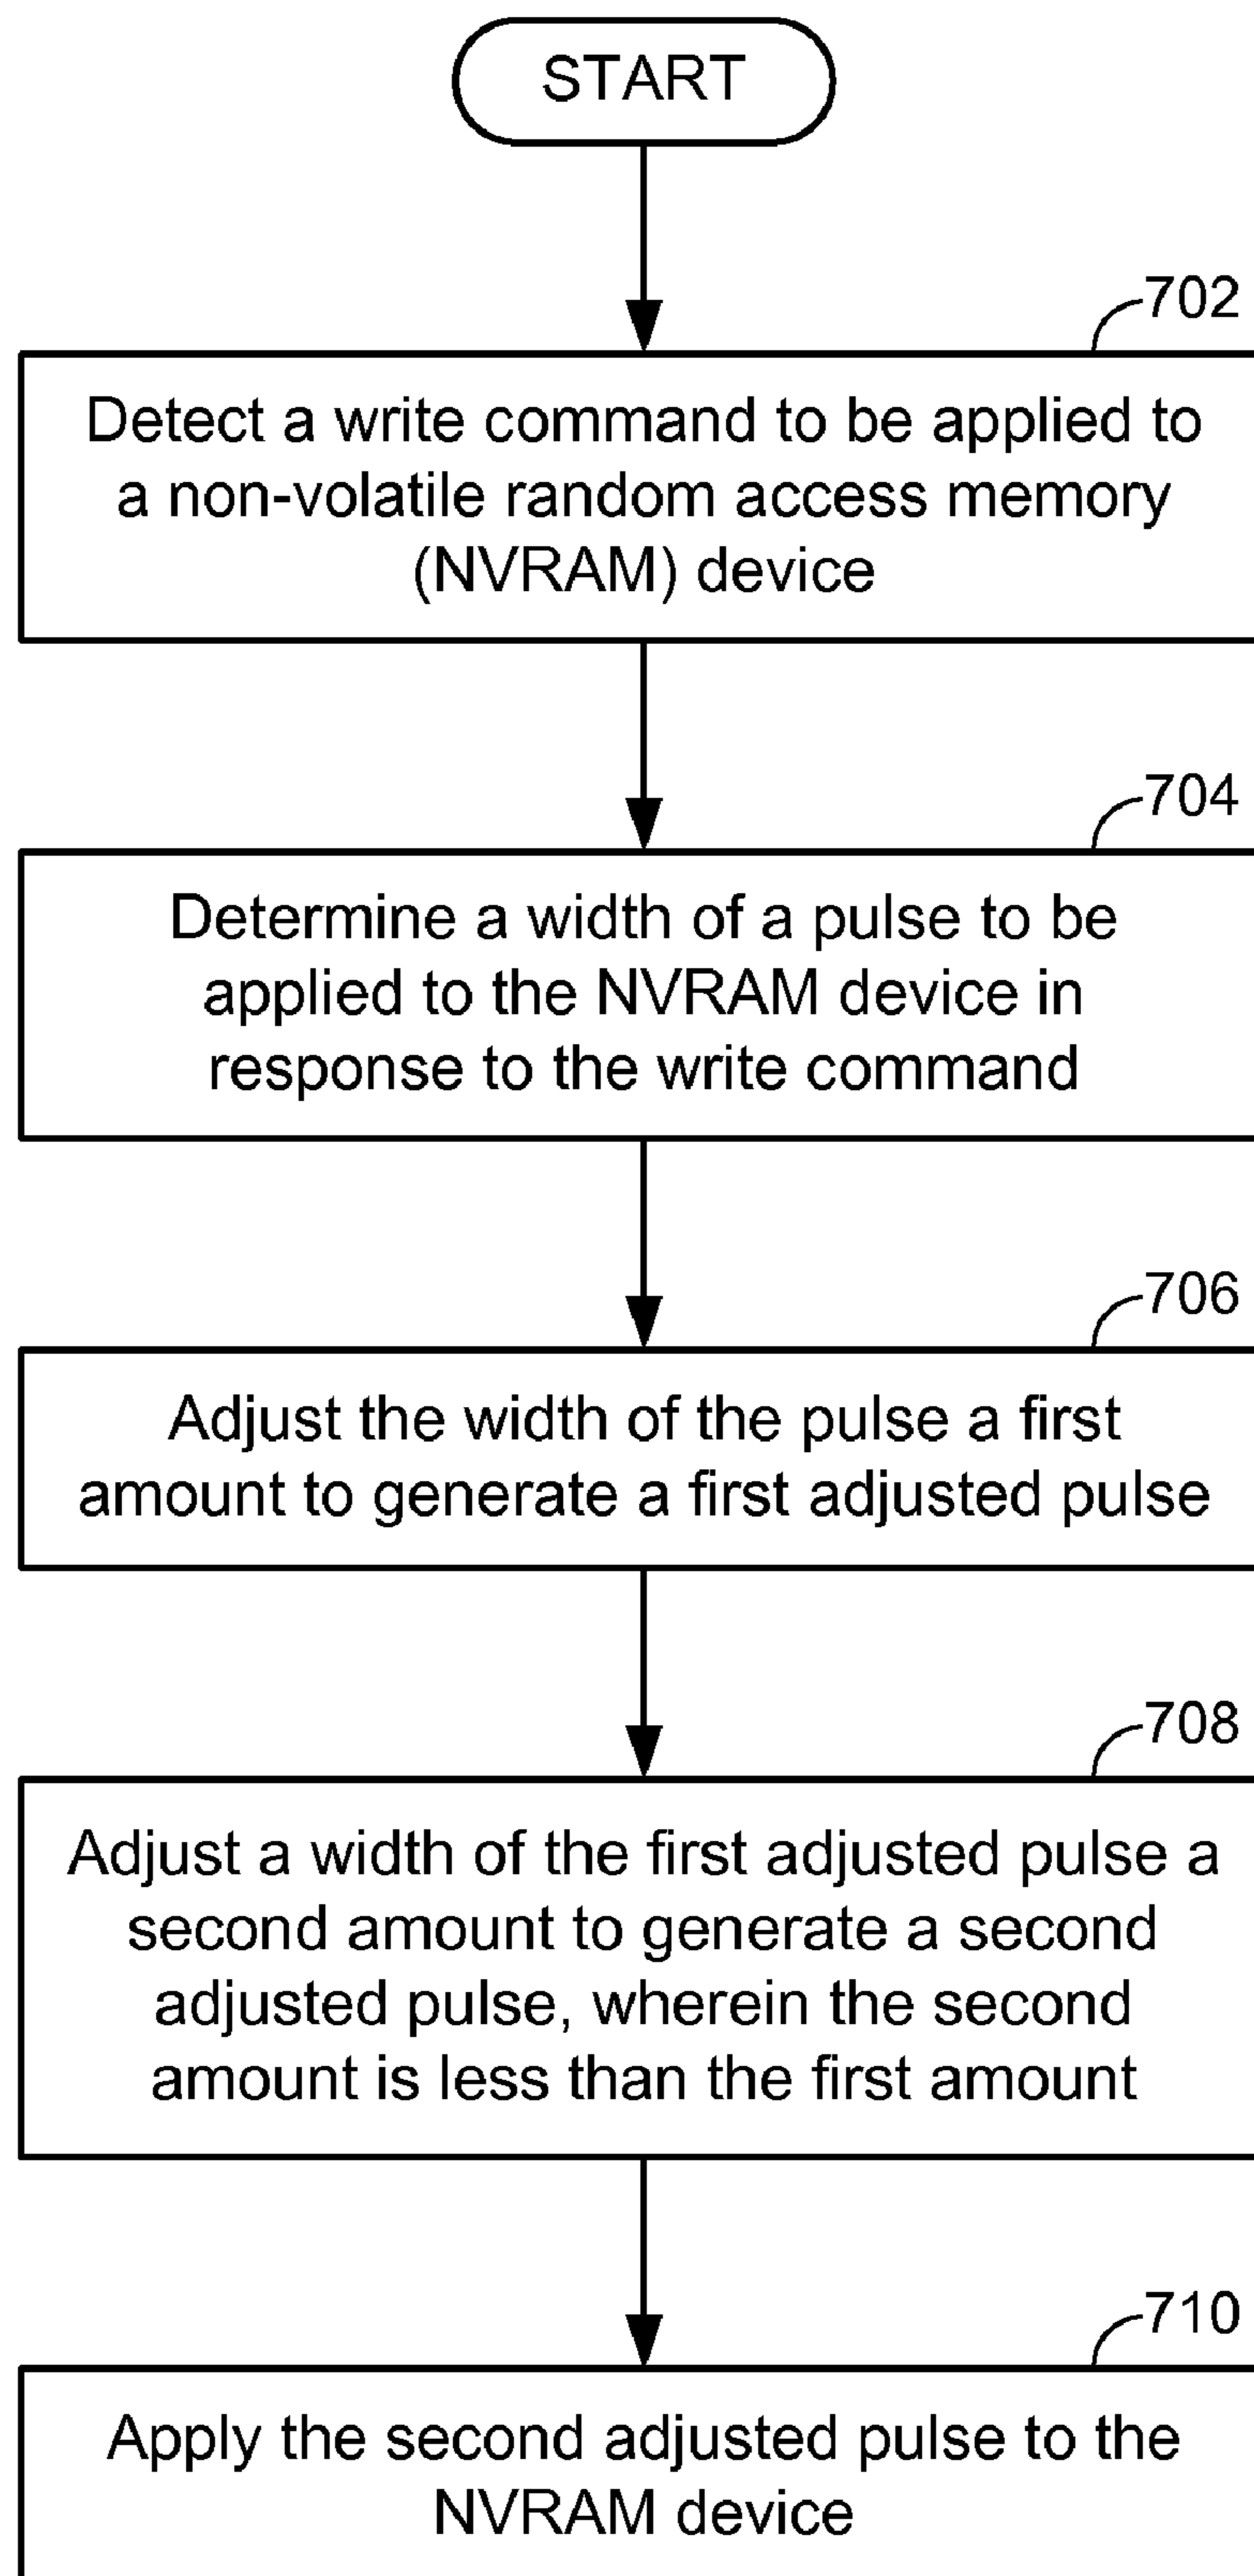 START
702
Detect a write command to be applied to
a non-volatile random access memory
(NVRAM) device
704
Determine a width of a pulse to be
applied to the NVRAM device in
response to the write command
706
Adjust the width of the pulse a first
amount to generate a first adjusted pulse
708
Adjust a width of the first adjusted pulse a
second amount to generate a second
adjusted pulse, wherein the second
amount is less than the first amount
710
Apply the second adjusted pulse to the
NVRAM device